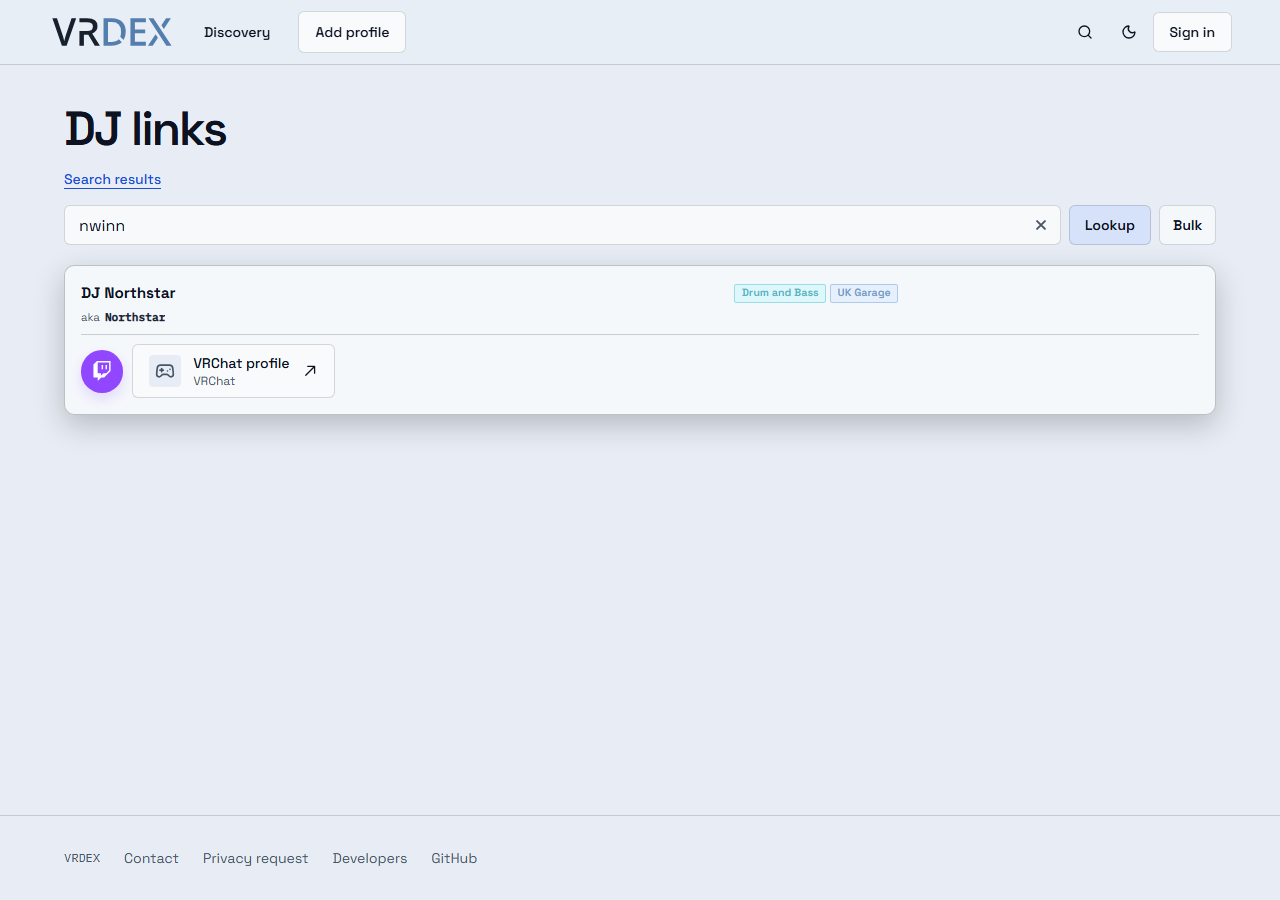 VRDEX Discovery Add profile Sign in
DJ links
Search results
nwinn Lookup Bulk
DJ Northstar Drum and Bass UK Garage
aka Northstar
VRChat profile
VRChat
VRDEX Contact Privacy request Developers GitHub